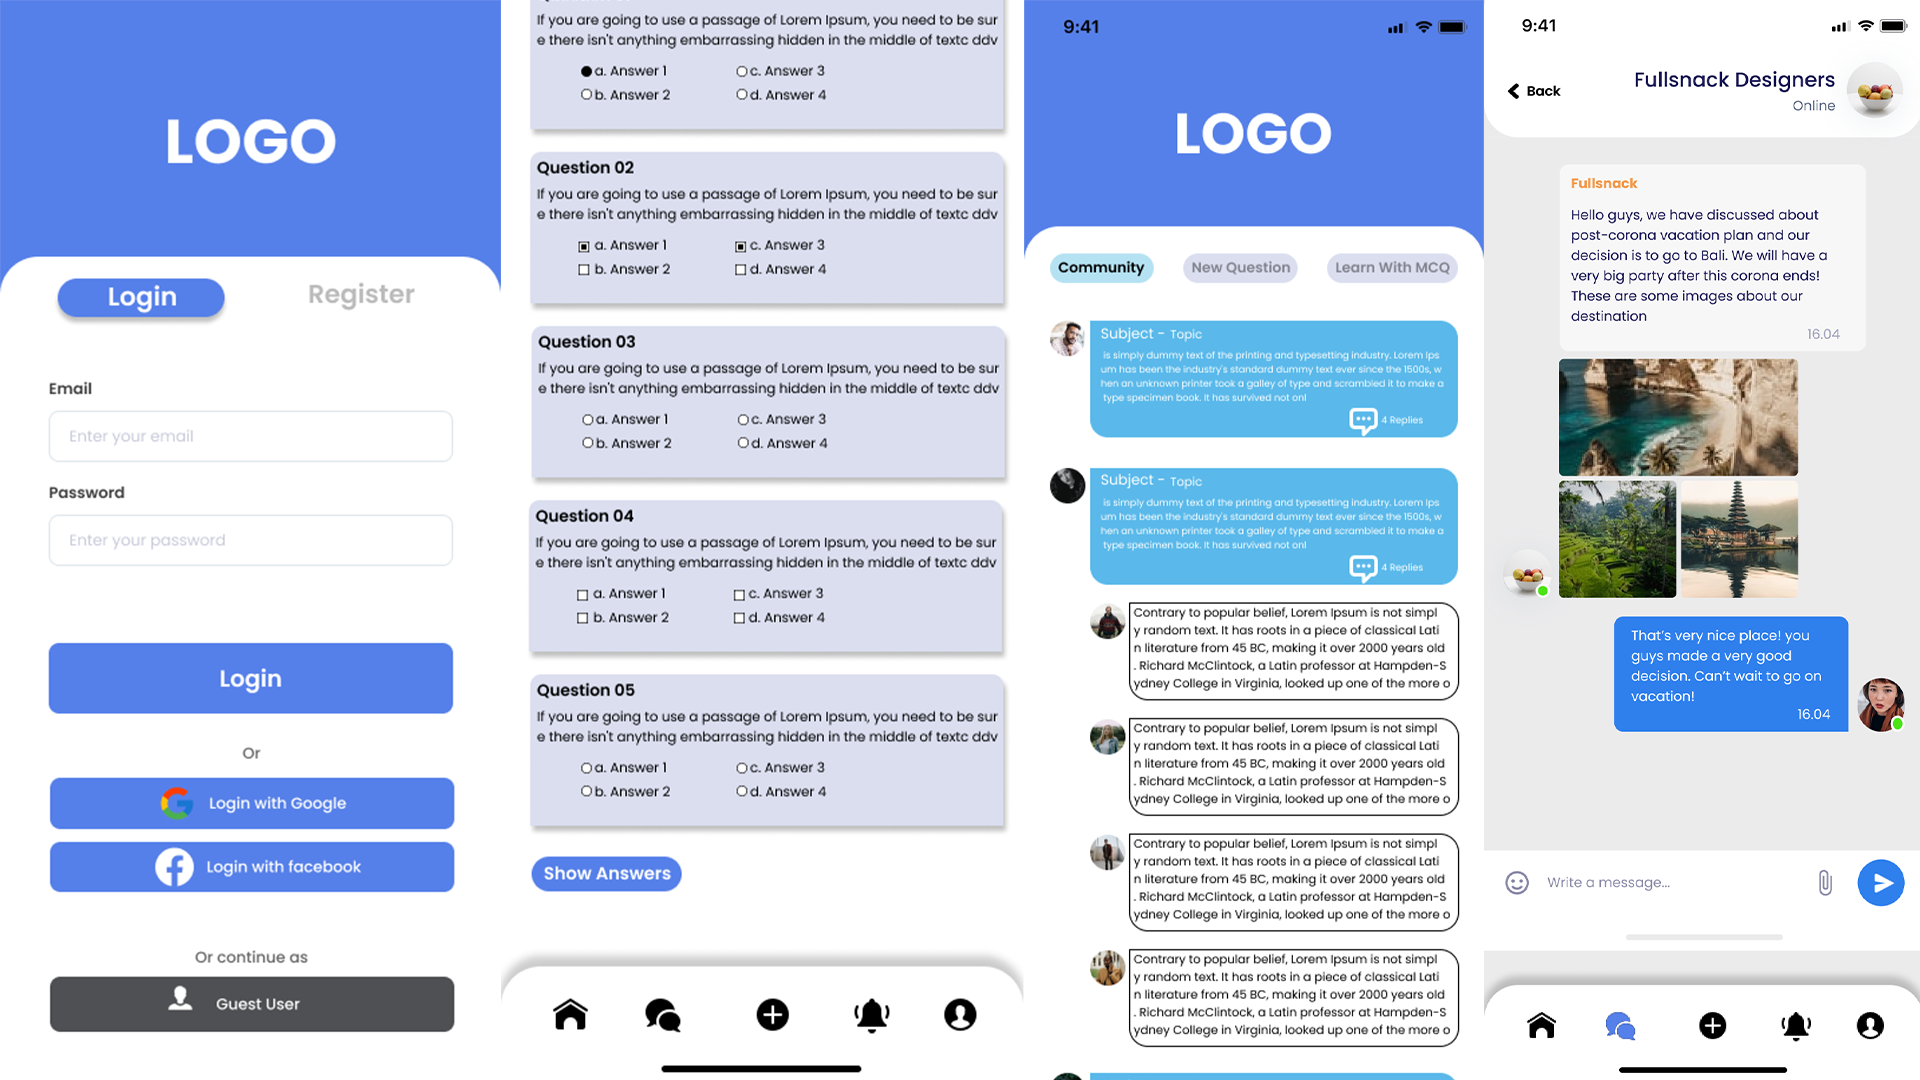 LOGO
Login
Register
Email
Enter your email
Password
Enter your password
Login
Or
Login with Google
Login with facebook
Or continue as
Guest User
If you are going to use a passage of Lorem Ipsum, you need to be sur
e there isn't anything embarrassing hidden in the middle of textc ddv
a. Answer 1
c. Answer 3
b. Answer 2
d. Answer 4
Question 02
If you are going to use a passage of Lorem Ipsum, you need to be sur
e there isn't anything embarrassing hidden in the middle of textc ddv
a. Answer 1
c. Answer 3
b. Answer 2
d. Answer 4
Question 03
If you are going to use a passage of Lorem Ipsum, you need to be sur
e there isn't anything embarrassing hidden in the middle of textc ddv
a. Answer 1
c. Answer 3
b. Answer 2
d. Answer 4
Question 04
If you are going to use a passage of Lorem Ipsum, you need to be sur
e there isn't anything embarrassing hidden in the middle of textc ddv
a. Answer 1
c. Answer 3
b. Answer 2
d. Answer 4
Question 05
If you are going to use a passage of Lorem Ipsum, you need to be sur
e there isn't anything embarrassing hidden in the middle of textc ddv
a. Answer 1
c. Answer 3
b. Answer 2
d. Answer 4
Show Answers
9:41
LOGO
Community
New Question
Learn With MCQ
Subject - Topic
is simply dummy text of the printing and typesetting industry. Lorem Ips
um has been the industry's standard dummy text ever since the 1500s, w
hen an unknown printer took a galley of type and scrambled it to make a
type specimen book. It has survived not onl
4 Replies
Subject - Topic
is simply dummy text of the printing and typesetting industry. Lorem Ips
um has been the industry's standard dummy text ever since the 1500s, w
hen an unknown printer took a galley of type and scrambled it to make a
type specimen book. It has survived not onl
4 Replies
Contrary to popular belief, Lorem Ipsum is not simpl
y random text. It has roots in a piece of classical Lati
n literature from 45 BC, making it over 2000 years old
. Richard McClintock, a Latin professor at Hampden-S
ydney College in Virginia, looked up one of the more o
Contrary to popular belief, Lorem Ipsum is not simpl
y random text. It has roots in a piece of classical Lati
n literature from 45 BC, making it over 2000 years old
. Richard McClintock, a Latin professor at Hampden-S
ydney College in Virginia, looked up one of the more o
Contrary to popular belief, Lorem Ipsum is not simpl
y random text. It has roots in a piece of classical Lati
n literature from 45 BC, making it over 2000 years old
. Richard McClintock, a Latin professor at Hampden-S
ydney College in Virginia, looked up one of the more o
Contrary to popular belief, Lorem Ipsum is not simpl
y random text. It has roots in a piece of classical Lati
n literature from 45 BC, making it over 2000 years old
. Richard McClintock, a Latin professor at Hampden-S
ydney College in Virginia, looked up one of the more o
9:41
Back
Fullsnack Designers
Online
Fullsnack
Hello guys, we have discussed about
post-corona vacation plan and our
decision is to go to Bali. We will have a
very big party after this corona ends!
These are some images about our
destination
16.04
That's very nice place! you
guys made a very good
decision. Can't wait to go on
vacation!
16.04
Write a message...